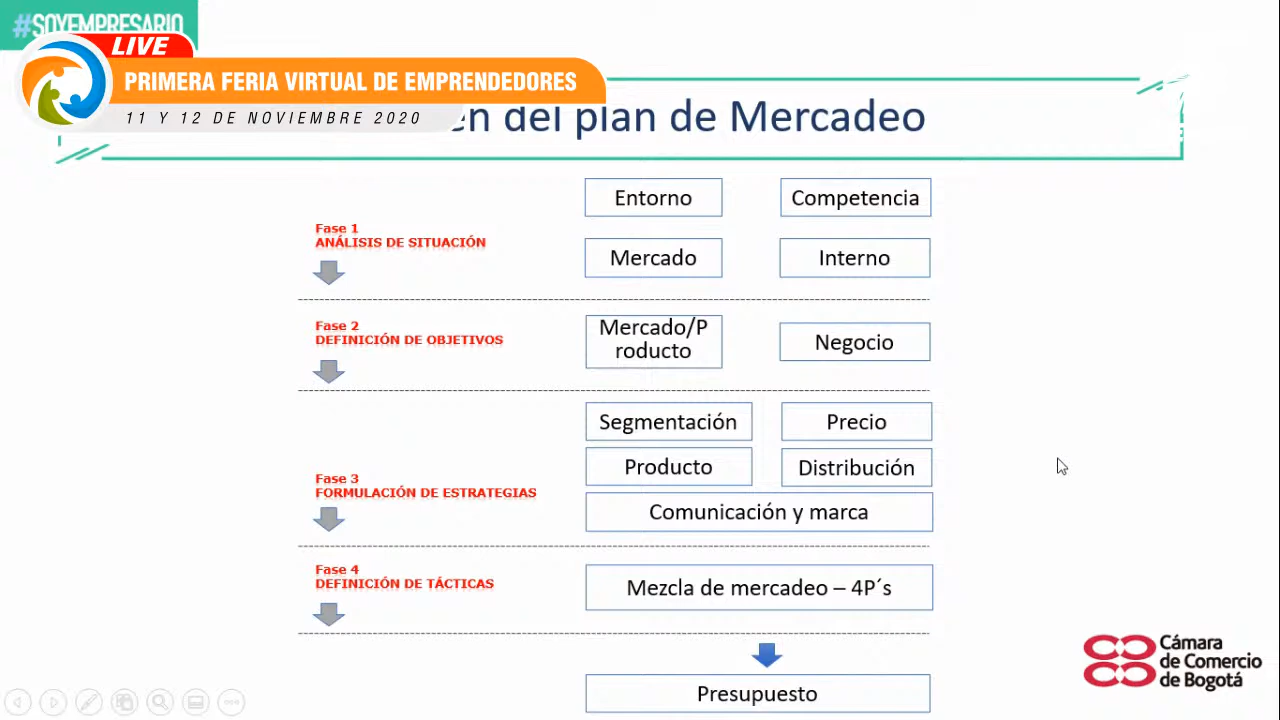 #SOYEMPRESARIO
LIVE
PRIMERA FERIA VIRTUAL DE EMPRENDEDORES
11 Y 12 DE NOVIEMBRE 2020
del plan de Mercadeo
Entorno
Competencia
Fase 1
ANÁLISIS DE SITUACIÓN
Mercado
Interno
Fase 2
DEFINICIÓN DE OBJETIVOS
Mercado/P
roducto
Negocio
Segmentación
Precio
Producto
Distribución
Fase 3
FORMULACIÓN DE ESTRATEGIAS
Comunicación y marca
Fase 4
DEFINICIÓN DE TÁCTICAS
Mezcla de mercadeo – 4P´s
Presupuesto
Cámara
de Comercio
de Bogotá